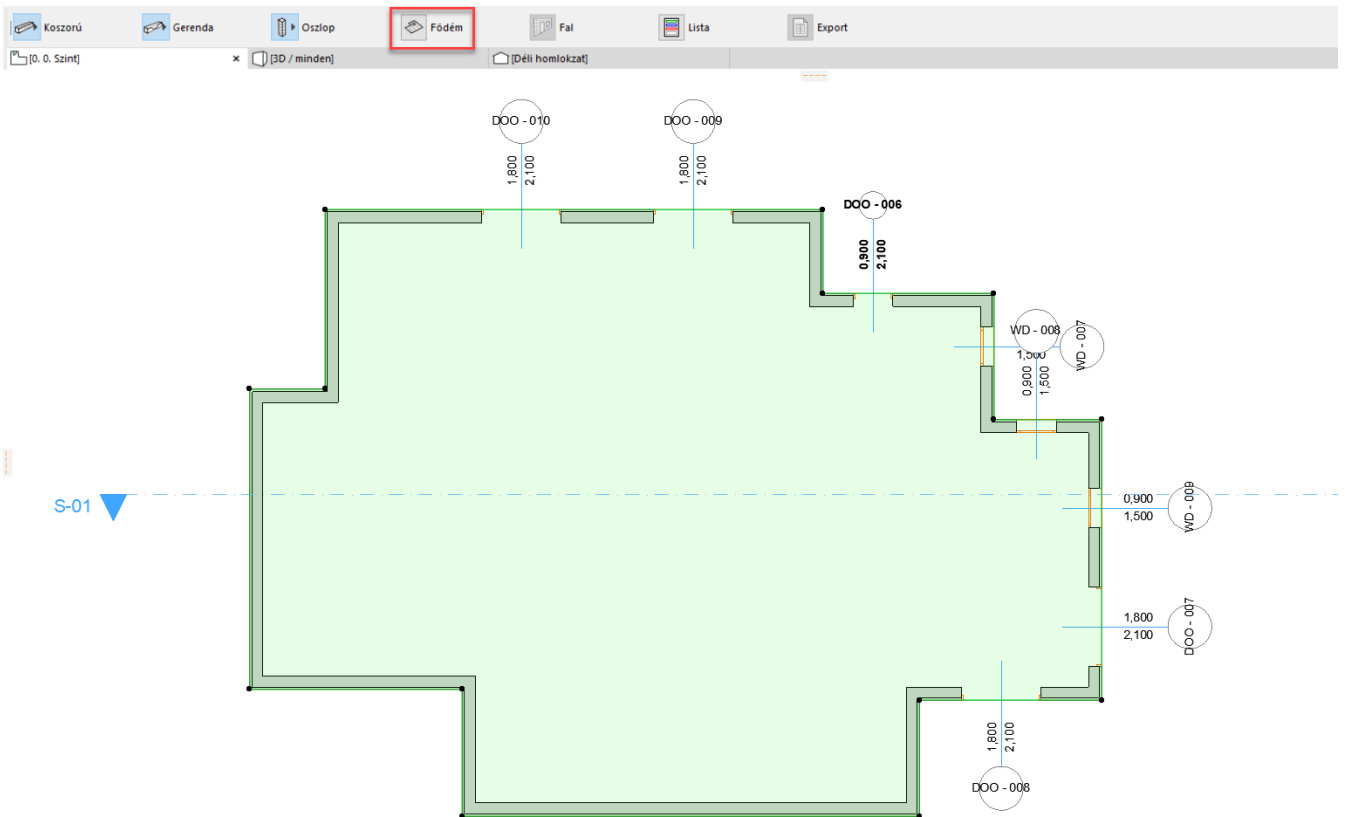 Koszorú
Gerenda
Oszlop
Födém
Fal
Lista
Export
[0. 0. Szint]
[3D / minden]
[Déli homlokzat]
DOO - 010
1,800
2,100
DOO - 009
1,800
2,100
DOO - 006
0,900
2,100
WD - 008
WD - 007
1,500
0,900
1,500
S-01
0,900
1,500
WD - 009
1,800
2,100
DOO - 007
1,800
2,100
DOO - 008